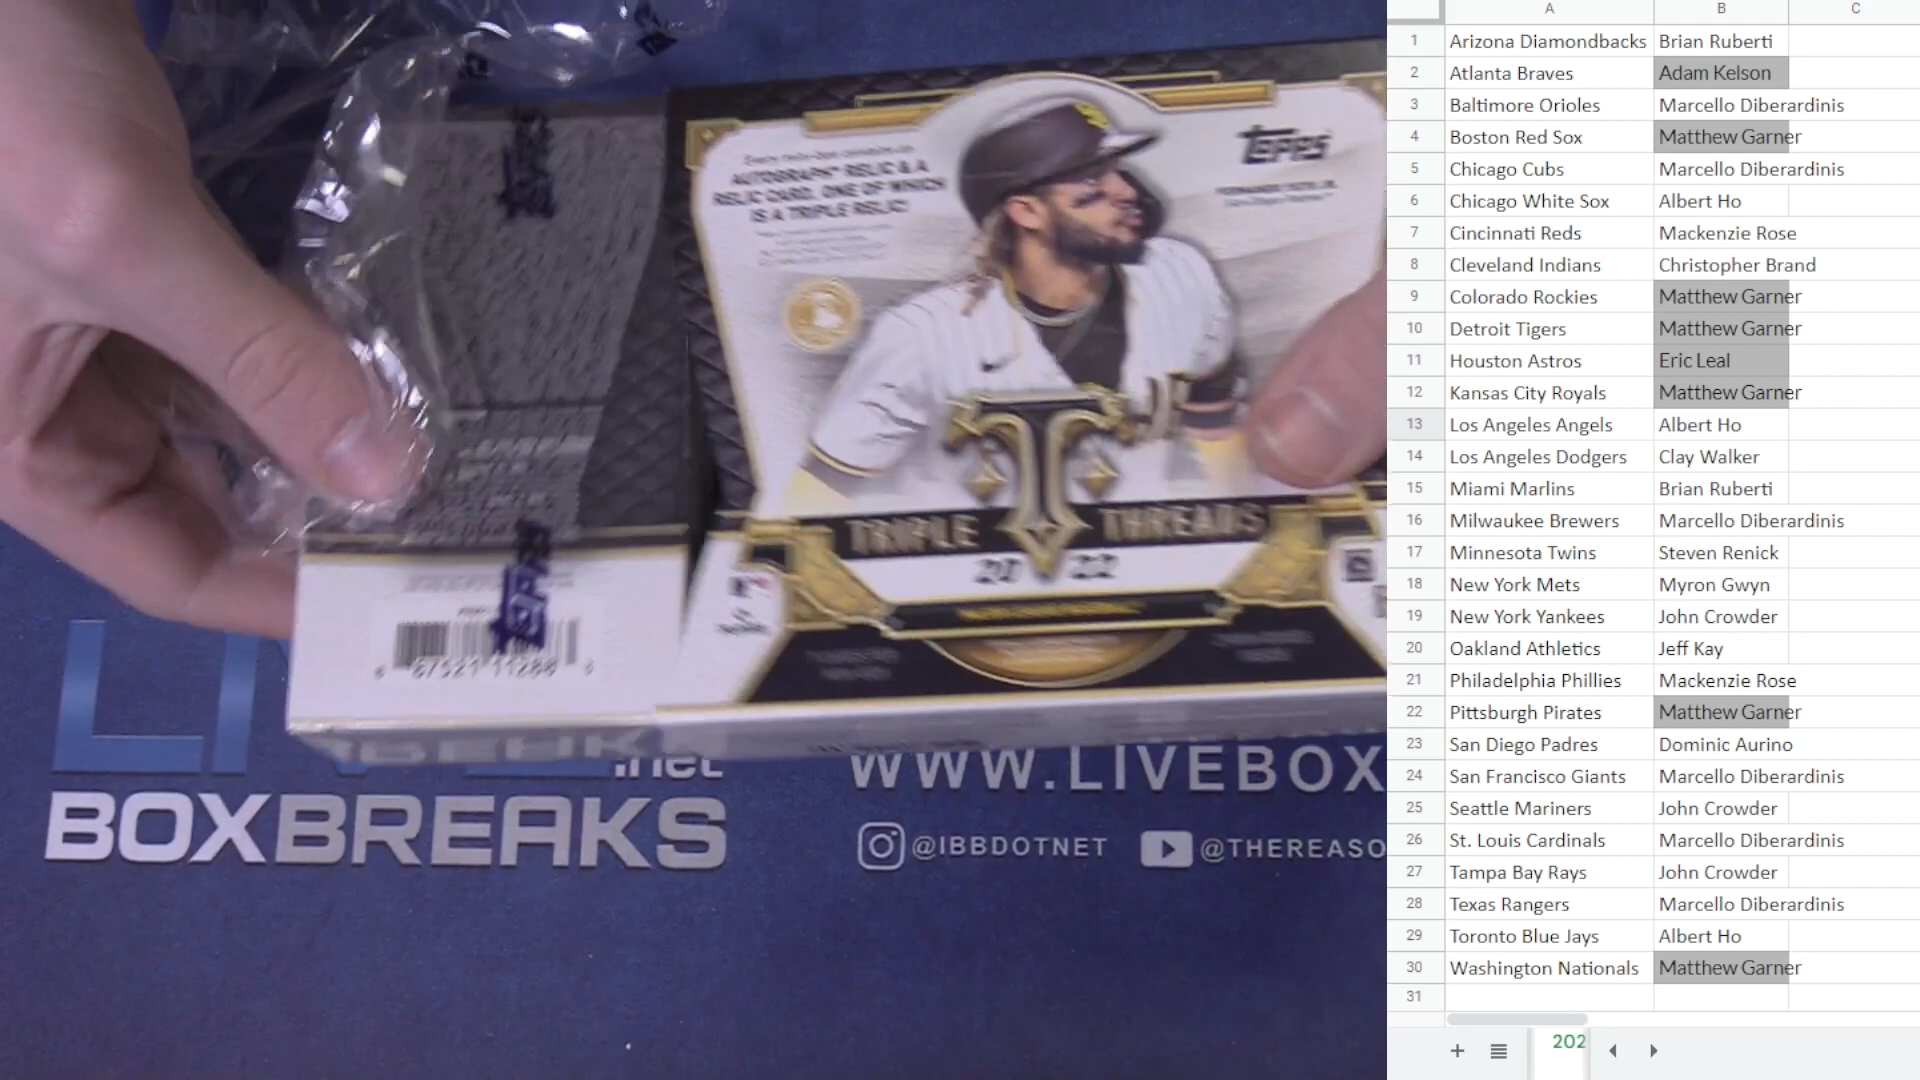 AUTOGRAPH RELIC & A
RELIC CARD, ONE OF WHICH
IS A TRIPLE RELIC!
TOPPS
TRIPLE THREADS
20 22
BOXBREAKS
.net
WWW.LIVEBOX
@IBBDOTNET
@THEREASO
A B C
1 Arizona Diamondbacks Brian Ruberti
2 Atlanta Braves Adam Kelson
3 Baltimore Orioles Marcello Diberardinis
4 Boston Red Sox Matthew Garner
5 Chicago Cubs Marcello Diberardinis
6 Chicago White Sox Albert Ho
7 Cincinnati Reds Mackenzie Rose
8 Cleveland Indians Christopher Brand
9 Colorado Rockies Matthew Garner
10 Detroit Tigers Matthew Garner
11 Houston Astros Eric Leal
12 Kansas City Royals Matthew Garner
13 Los Angeles Angels Albert Ho
14 Los Angeles Dodgers Clay Walker
15 Miami Marlins Brian Ruberti
16 Milwaukee Brewers Marcello Diberardinis
17 Minnesota Twins Steven Renick
18 New York Mets Myron Gwyn
19 New York Yankees John Crowder
20 Oakland Athletics Jeff Kay
21 Philadelphia Phillies Mackenzie Rose
22 Pittsburgh Pirates Matthew Garner
23 San Diego Padres Dominic Aurino
24 San Francisco Giants Marcello Diberardinis
25 Seattle Mariners John Crowder
26 St. Louis Cardinals Marcello Diberardinis
27 Tampa Bay Rays John Crowder
28 Texas Rangers Marcello Diberardinis
29 Toronto Blue Jays Albert Ho
30 Washington Nationals Matthew Garner
31
202